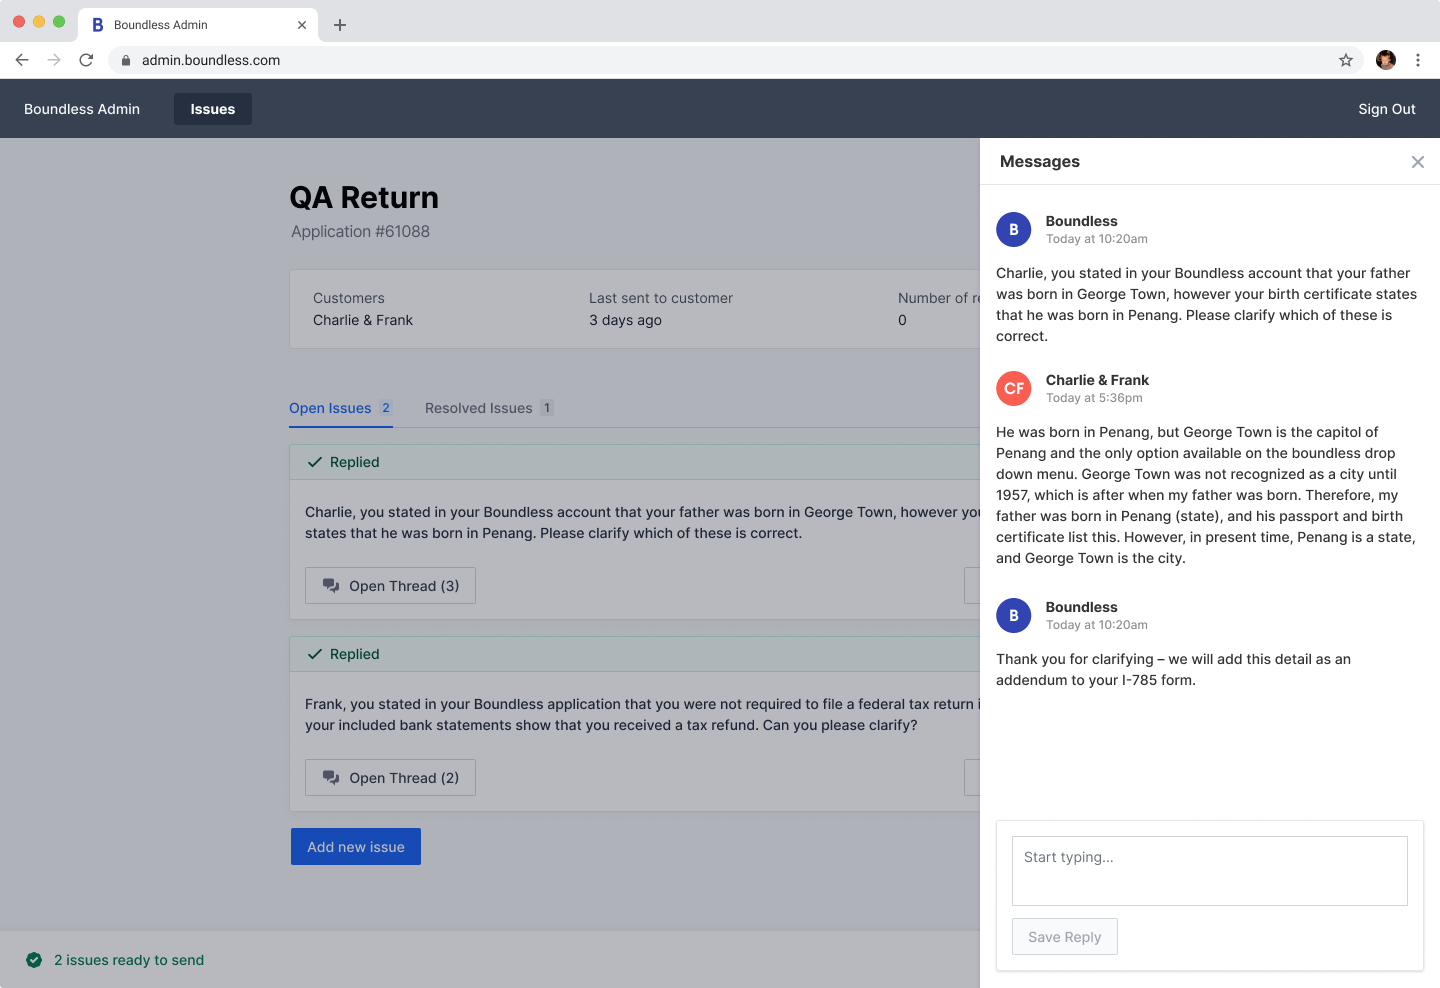 B Boundless Admin
admin.boundless.com
Boundless Admin Issues Sign Out
QA Return
Application #61088
Customers Last sent to customer Number of r
Charlie & Frank 3 days ago 0
Open Issues 2 Resolved Issues 1
Replied
Charlie, you stated in your Boundless account that your father was born in George Town, however you
states that he was born in Penang. Please clarify which of these is correct.
Open Thread (3)
Replied
Frank, you stated in your Boundless application that you were not required to file a federal tax return i
your included bank statements show that you received a tax refund. Can you please clarify?
Open Thread (2)
Add new issue
2 issues ready to send
Messages
B Boundless
Today at 10:20am
Charlie, you stated in your Boundless account that your father
was born in George Town, however your birth certificate states
that he was born in Penang. Please clarify which of these is
correct.
CF Charlie & Frank
Today at 5:36pm
He was born in Penang, but George Town is the capitol of
Penang and the only option available on the boundless drop
down menu. George Town was not recognized as a city until
1957, which is after when my father was born. Therefore, my
father was born in Penang (state), and his passport and birth
certificate list this. However, in present time, Penang is a state,
and George Town is the city.
B Boundless
Today at 10:20am
Thank you for clarifying – we will add this detail as an
addendum to your I-785 form.
Start typing...
Save Reply